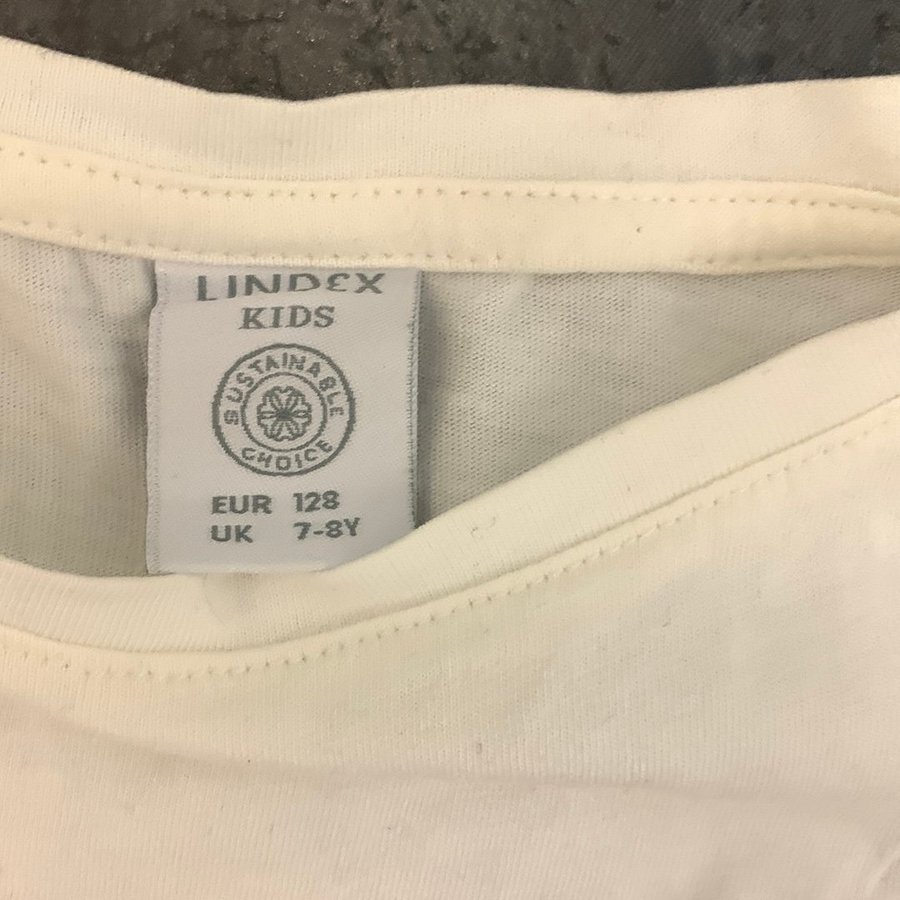 LINDEX
KIDS
SUSTAINABLE
CHOICE
EUR 128
UK 7-8Y